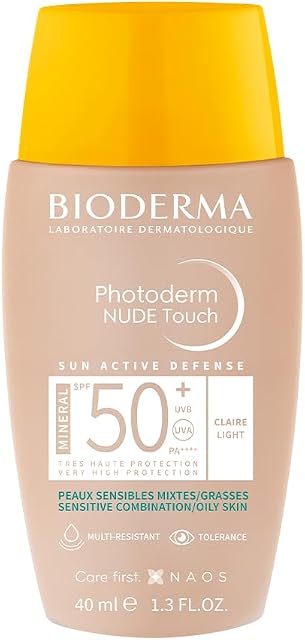 BIODERMA
LABORATOIRE DERMATOLOGIQUE
Photoderm
NUDE Touch
SUN ACTIVE DEFENSE
MINERAL
SPF
50+
UVB
UVA
PA++++
CLAIRE
LIGHT
TRÈS HAUTE PROTECTION
VERY HIGH PROTECTION
PEAUX SENSIBLES MIXTES/GRASSES
SENSITIVE COMBINATION/OILY SKIN
MULTI-RESISTANT
TOLERANCE
Care first. NAOS
40 ml e 1.3 FL.OZ.